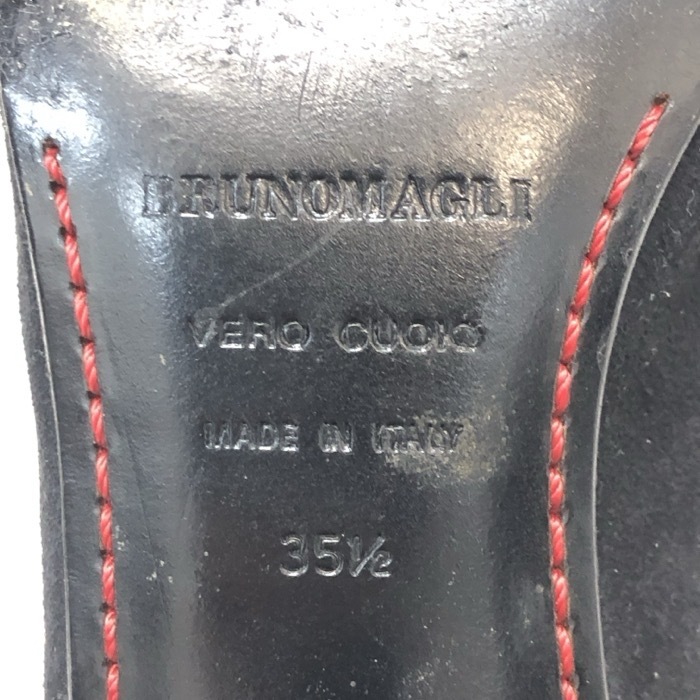 BRUNOMAGLI
VERO CUOIO
MADE IN ITALY
35½